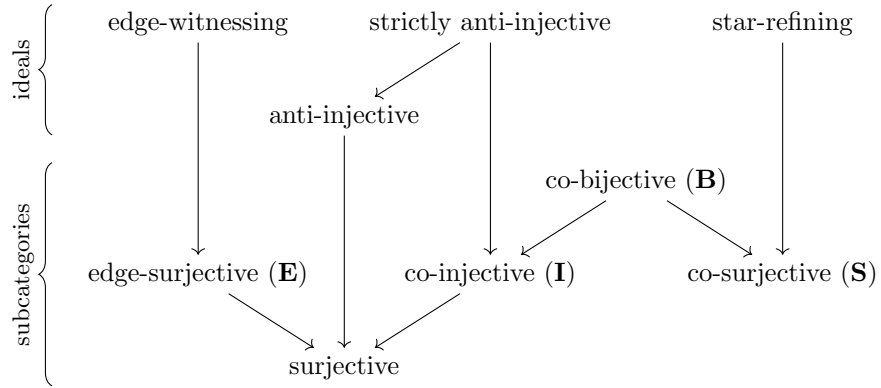 edge-witnessing strictly anti-injective star-refining
ideals
anti-injective
co-bijective (B)
subcategories
edge-surjective (E) co-injective (I) co-surjective (S)
surjective